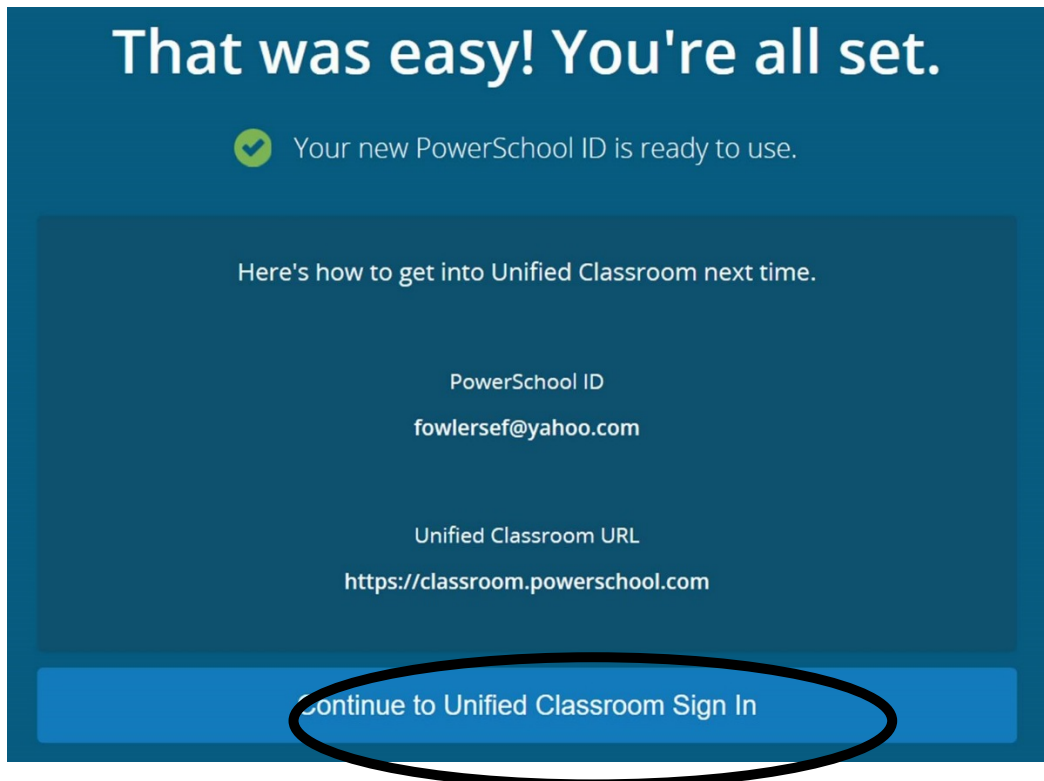 That was easy! You're all set.
Your new PowerSchool ID is ready to use.
Here's how to get into Unified Classroom next time.
PowerSchool ID
fowlersef@yahoo.com
Unified Classroom URL
https://classroom.powerschool.com
Continue to Unified Classroom Sign In